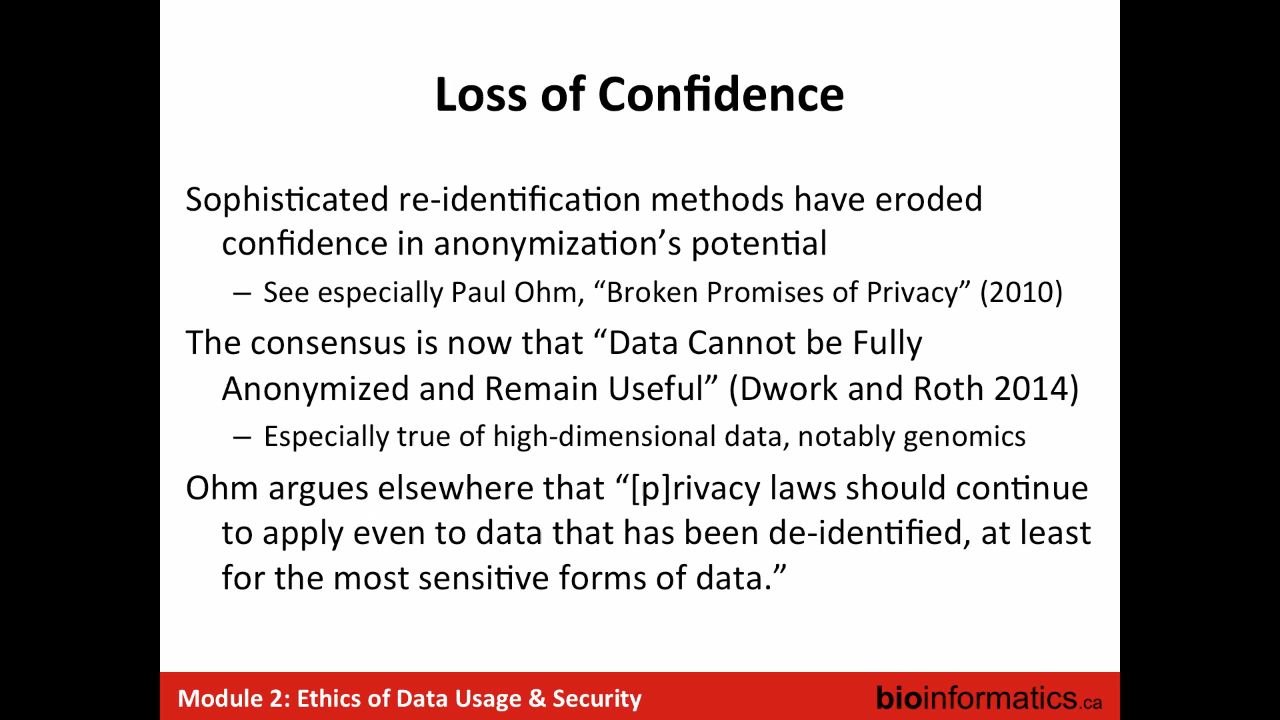 Loss of Confidence
Sophisticated re-identification methods have eroded
confidence in anonymization’s potential
– See especially Paul Ohm, “Broken Promises of Privacy” (2010)
The consensus is now that “Data Cannot be Fully
Anonymized and Remain Useful” (Dwork and Roth 2014)
– Especially true of high-dimensional data, notably genomics
Ohm argues elsewhere that “[p]rivacy laws should continue
to apply even to data that has been de-identified, at least
for the most sensitive forms of data.”
Module 2: Ethics of Data Usage & Security
bioinformatics.ca